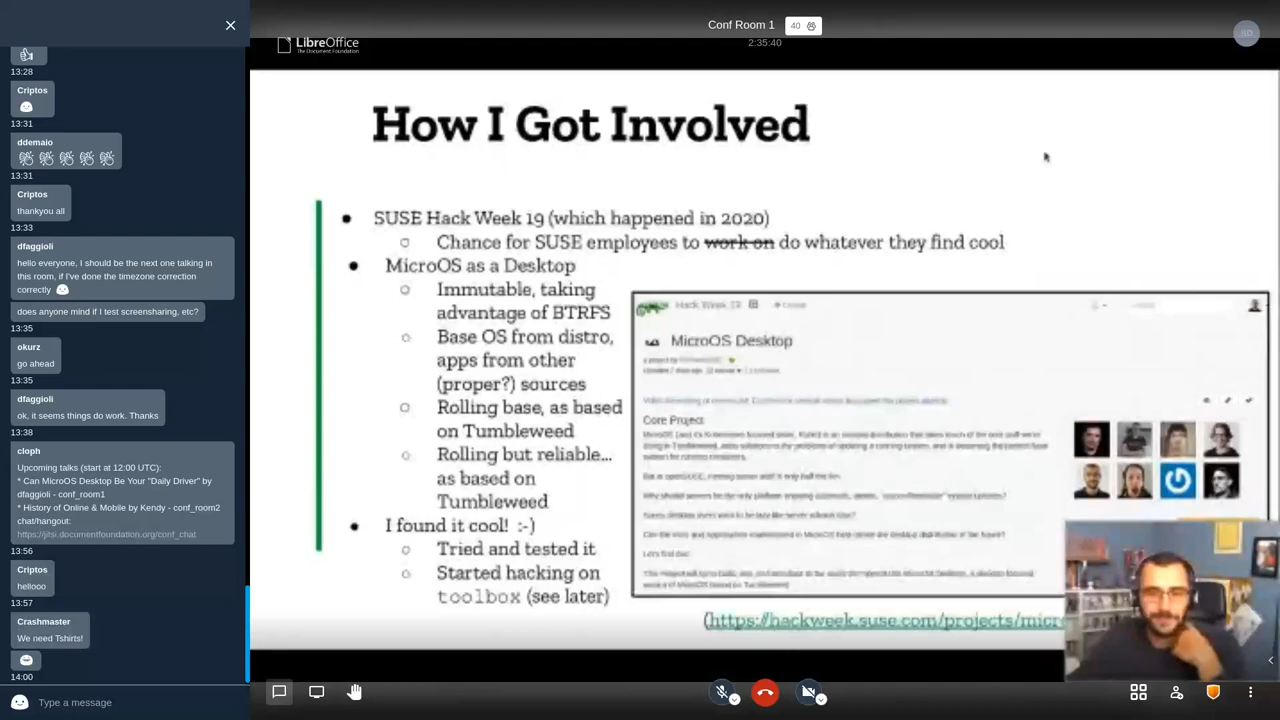 Conf Room 1
40
2:35:40
SD
LibreOffice
The Document Foundation
13:28
Criptos
13:31
ddemaio
13:31
Criptos
thankyou all
13:33
dfaggioli
hello everyone, I should be the next one talking in
this room, if I've done the timezone correction
correctly
does anyone mind if I test screensharing, etc?
13:35
okurz
go ahead
13:35
dfaggioli
ok, it seems things do work. Thanks
13:38
cloph
Upcoming talks (start at 12:00 UTC):
* Can MicroOS Desktop Be Your "Daily Driver" by
dfaggioli - conf_room1
* History of Online & Mobile by Kendy - conf_room2
chat/hangout:
https://jitsi.documentfoundation.org/conf_chat
13:56
Criptos
hellooo
13:57
Crashmaster
We need Tshirts!
14:00
Type a message
How I Got Involved
SUSE Hack Week 19 (which happened in 2020)
Chance for SUSE employees to work on do whatever they find cool
MicroOS as a Desktop
Immutable, taking
advantage of BTRFS
Base OS from distro,
apps from other
(proper?) sources
Rolling base, as based
on Tumbleweed
Rolling but reliable...
as based on
Tumbleweed
I found it cool! :-)
Tried and tested it
Started hacking on
toolbox (see later)
Hack Week 19
MicroOS Desktop
Core Project
(https://hackweek.suse.com/projects/micr